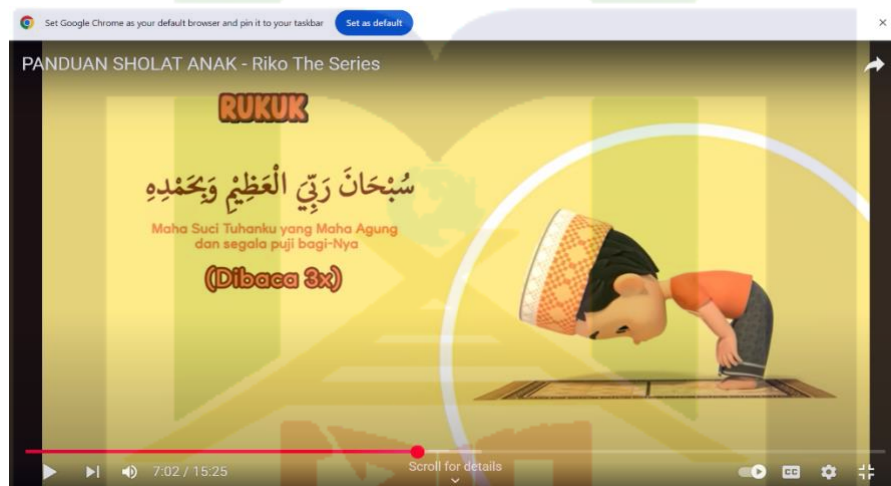 Set Google Chrome as your default browser and pin it to your taskbar Set as default
PANDUAN SHOLAT ANAK - Riko The Series
RUKUK
سُبْحَانَ رَبِّيَ الْعَظِيْمِ وَبِحَمْدِهِ
Maha Suci Tuhanku yang Maha Agung
dan segala puji bagi-Nya
(Dibaca 3x)
7:02 / 15:25
Scroll for details
CC